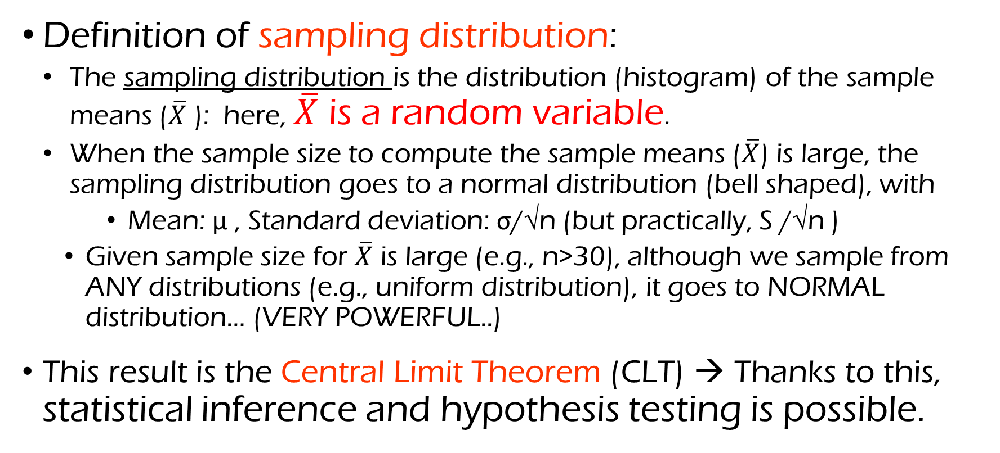 • Definition of sampling distribution:
• The sampling distribution is the distribution (histogram) of the sample
means (X̄ ): here, X̄ is a random variable.
• When the sample size to compute the sample means (X̄) is large, the
sampling distribution goes to a normal distribution (bell shaped), with
• Mean: μ , Standard deviation: σ/√n (but practically, S /√n )
• Given sample size for X̄ is large (e.g., n>30), although we sample from
ANY distributions (e.g., uniform distribution), it goes to NORMAL
distribution... (VERY POWERFUL..)
• This result is the Central Limit Theorem (CLT) → Thanks to this,
statistical inference and hypothesis testing is possible.